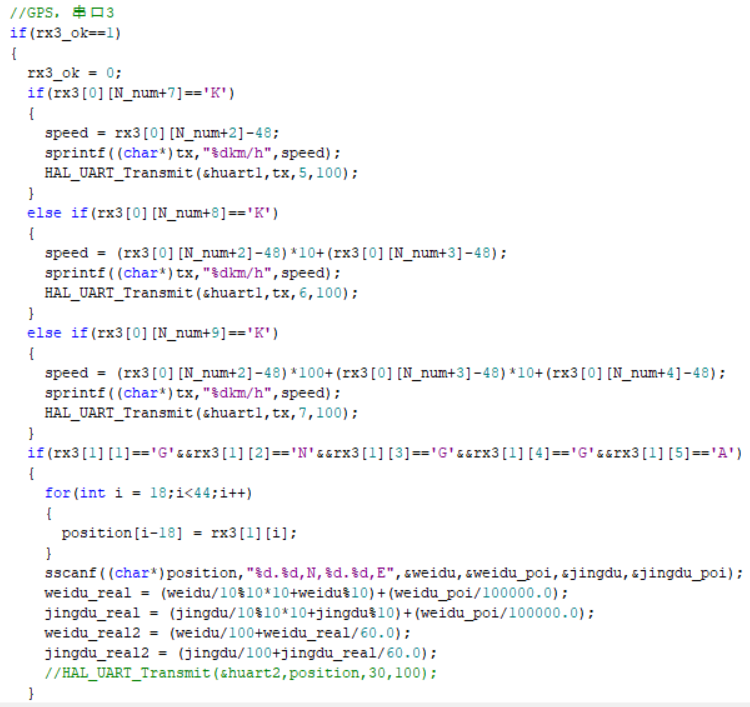 //GPS, 串口3
if(rx3_ok==1)
{
rx3_ok = 0;
if(rx3[0][N_num+7]=='K')
{
speed = rx3[0][N_num+2]-48;
sprintf((char*)tx,"%dkm/h",speed);
HAL_UART_Transmit(&huart1,tx,5,100);
}
else if(rx3[0][N_num+8]=='K')
{
speed = (rx3[0][N_num+2]-48)*10+(rx3[0][N_num+3]-48);
sprintf((char*)tx,"%dkm/h",speed);
HAL_UART_Transmit(&huart1,tx,6,100);
}
else if(rx3[0][N_num+9]=='K')
{
speed = (rx3[0][N_num+2]-48)*100+(rx3[0][N_num+3]-48)*10+(rx3[0][N_num+4]-48);
sprintf((char*)tx,"%dkm/h",speed);
HAL_UART_Transmit(&huart1,tx,7,100);
}
if(rx3[1][1]=='G'&&rx3[1][2]=='N'&&rx3[1][3]=='G'&&rx3[1][4]=='G'&&rx3[1][5]=='A')
{
for(int i = 18;i<44;i++)
{
position[i-18] = rx3[1][i];
}
sscanf((char*)position,"%d.%d,N,%d.%d,E",&weidu,&weidu_poi,&jingdu,&jingdu_poi);
weidu_real = (weidu/10%10*10+weidu%10)+(weidu_poi/100000.0);
jingdu_real = (jingdu/10%10*10+jingdu%10)+(weidu_poi/100000.0);
weidu_real2 = (weidu/100+weidu_real/60.0);
jingdu_real2 = (jingdu/100+jingdu_real/60.0);
//HAL_UART_Transmit(&huart2,position,30,100);
}